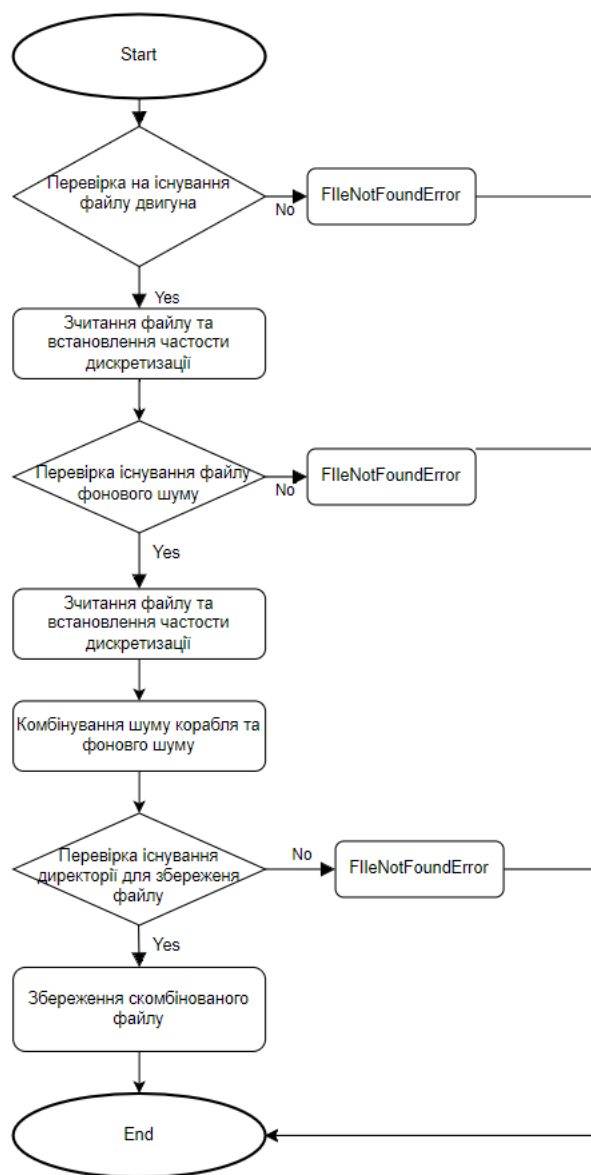 Start
Перевірка на існування
файлу двигуна
No
FIleNotFoundError
Yes
Зчитання файлу та
встановлення частости
дискретизації
Перевірка існування файлу
фонового шуму
No
FIleNotFoundError
Yes
Зчитання файлу та
встановлення частости
дискретизації
Комбінування шуму корабля та
фоновго шуму
Перевірка існування
директорії для збереженя
файлу
No
FIleNotFoundError
Yes
Збереження скомбінованого
файлу
End